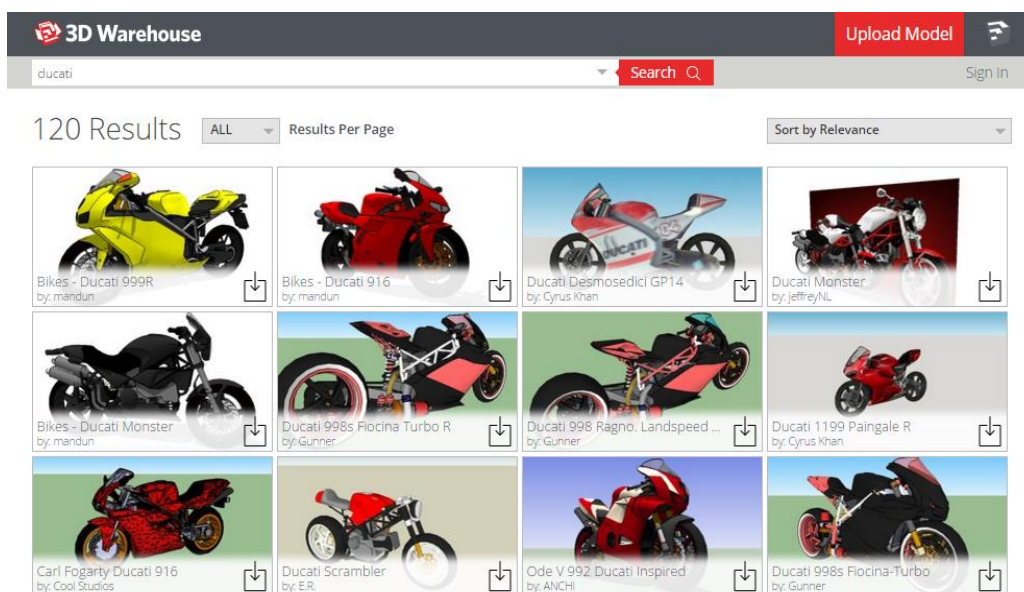 3D Warehouse
Upload Model
ducati
Search
Sign In
120 Results
ALL
Results Per Page
Sort by Relevance
Bikes - Ducati 999R
by: mandun
Bikes - Ducati 916
by: mandun
DUCATI
Ducati Desmosedici GP14
by: Cyrus Khan
Ducati Monster
by: jeffreyNL
Bikes - Ducati Monster
by: mandun
Ducati 998s Fiocina Turbo R
by: Gunner
Ducati 998 Ragno. Landspeed ...
by: Gunner
Ducati 1199 Paingale R
by: Cyrus Khan
Carl Fogarty Ducati 916
by: Cool Studios
Ducati Scrambler
by: E.R.
Ode V 992 Ducati Inspired
by: ANCHI
Ducati 998s Fiocina-Turbo
by: Gunner